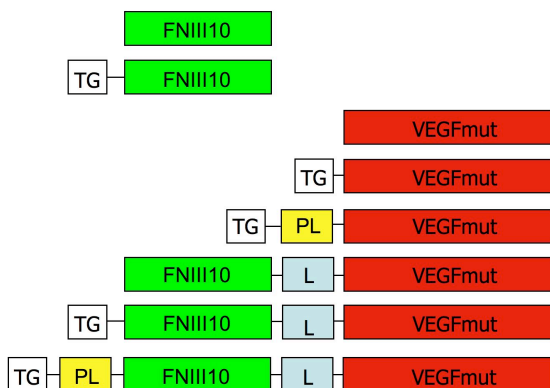 FNIII10
TG FNIII10
VEGFmut
TG VEGFmut
TG PL VEGFmut
FNIII10 L VEGFmut
TG FNIII10 L VEGFmut
TG PL FNIII10 L VEGFmut